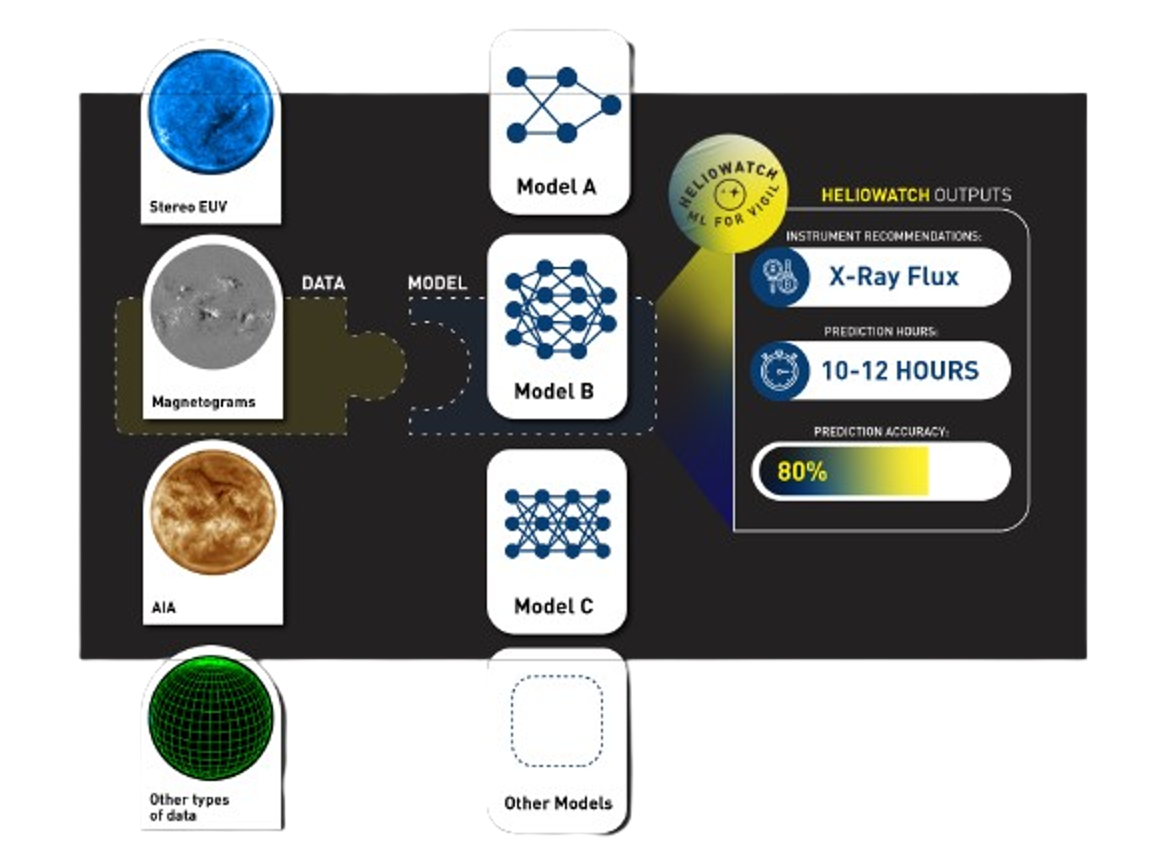 Stereo EUV
Magnetograms
AIA
Other types
of data
DATA
MODEL
Model A
Model B
Model C
Other Models
HELIOWATCH
ML FOR VIGIL
HELIOWATCH OUTPUTS
INSTRUMENT RECOMMENDATIONS:
X-Ray Flux
PREDICTION HOURS:
10-12 HOURS
PREDICTION ACCURACY:
80%